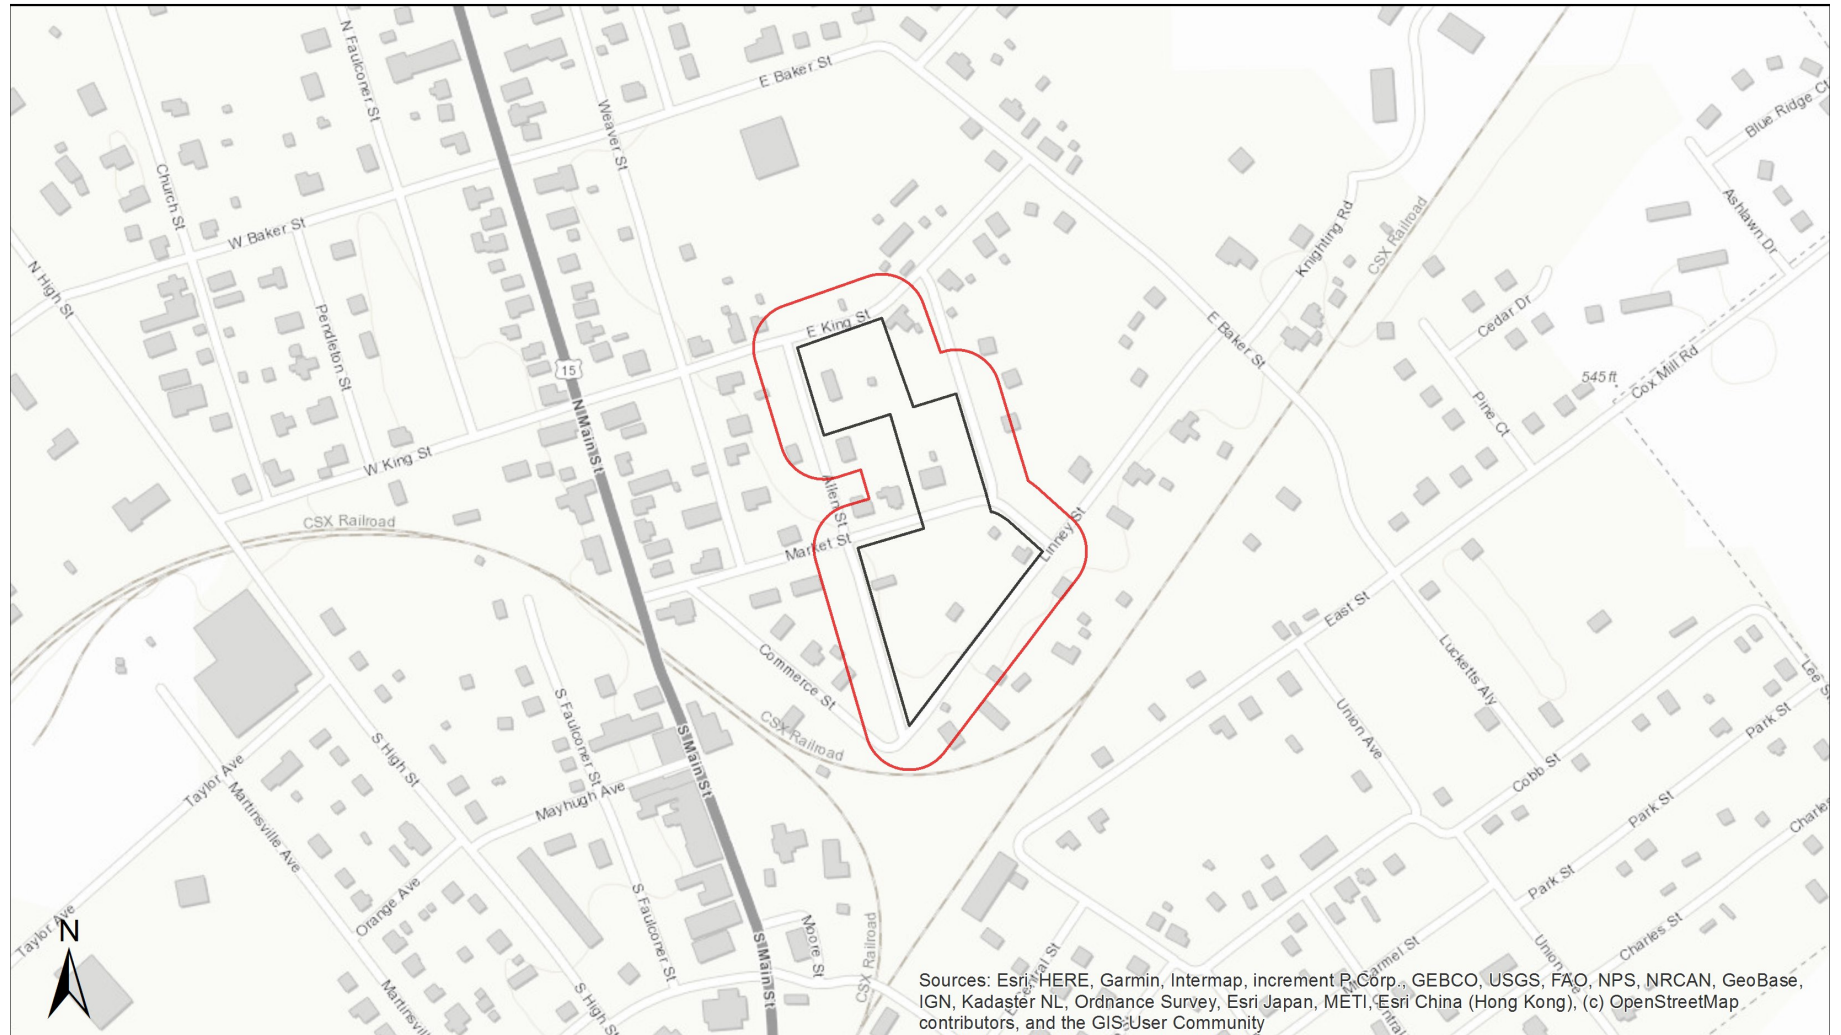 N Faulconer St
E Baker St
Weaver St
Blue Ridge Ct
Church St
W Baker St
Ashlawn Dr
Knighting Rd
CSX Railroad
N High St
Pendleton St
E King St
E Baker St
Cedar Dr
15
Cox Mill Rd
545 ft
N Main St
Pine Ct
W King St
Allen St
CSX Railroad
Market St
Linney St
East St
Commerce St
Lucketts Aly
Lee S
S Faulconer St
CSX Railroad
Union Ave
Park St
S High St
S Main St
Taylor Ave
Cobb St
Martinsville Ave
Mayhugh Ave
Park St
Charles
Orange Ave
Park St
S Faulconer St
Taylor Ave
N
Moore St
S Main St
CSX Railroad
Charles St
Martinsvil
S High St
Sources: Esri, HERE, Garmin, Intermap, increment P Corp., GEBCO, USGS, FAO, NPS, NRCAN, GeoBase,
IGN, Kadaster NL, Ordnance Survey, Esri Japan, METI, Esri China (Hong Kong), (c) OpenStreetMap
contributors, and the GIS User Community